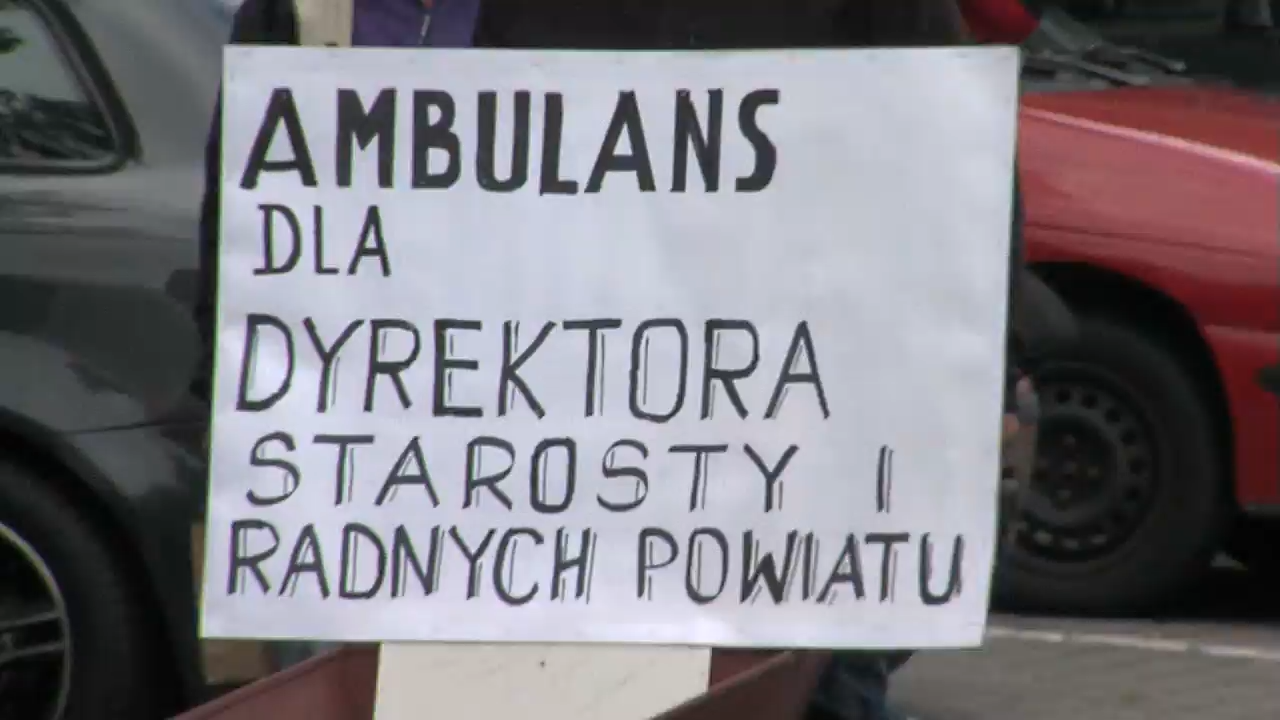 AMBULANS
DLA
DYREKTORA
STAROSTY I
RADNYCH POWIATU